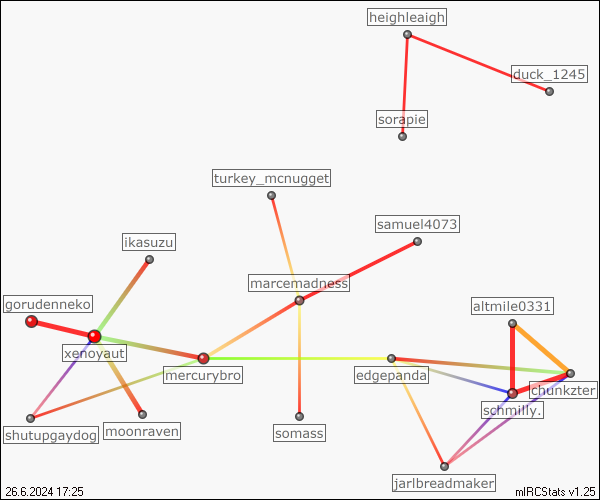 heighleaigh
duck_1245
sorapie
turkey_mcnugget
samuel4073
ikasuzu
marcemadness
gorudenneko
altmile0331
xenoyaut
mercurybro
edgepanda
chunkzter
schmilly.
shutupgaydog
moonraven
somass
jarlbreadmaker
26.6.2024 17:25
mIRCStats v1.25